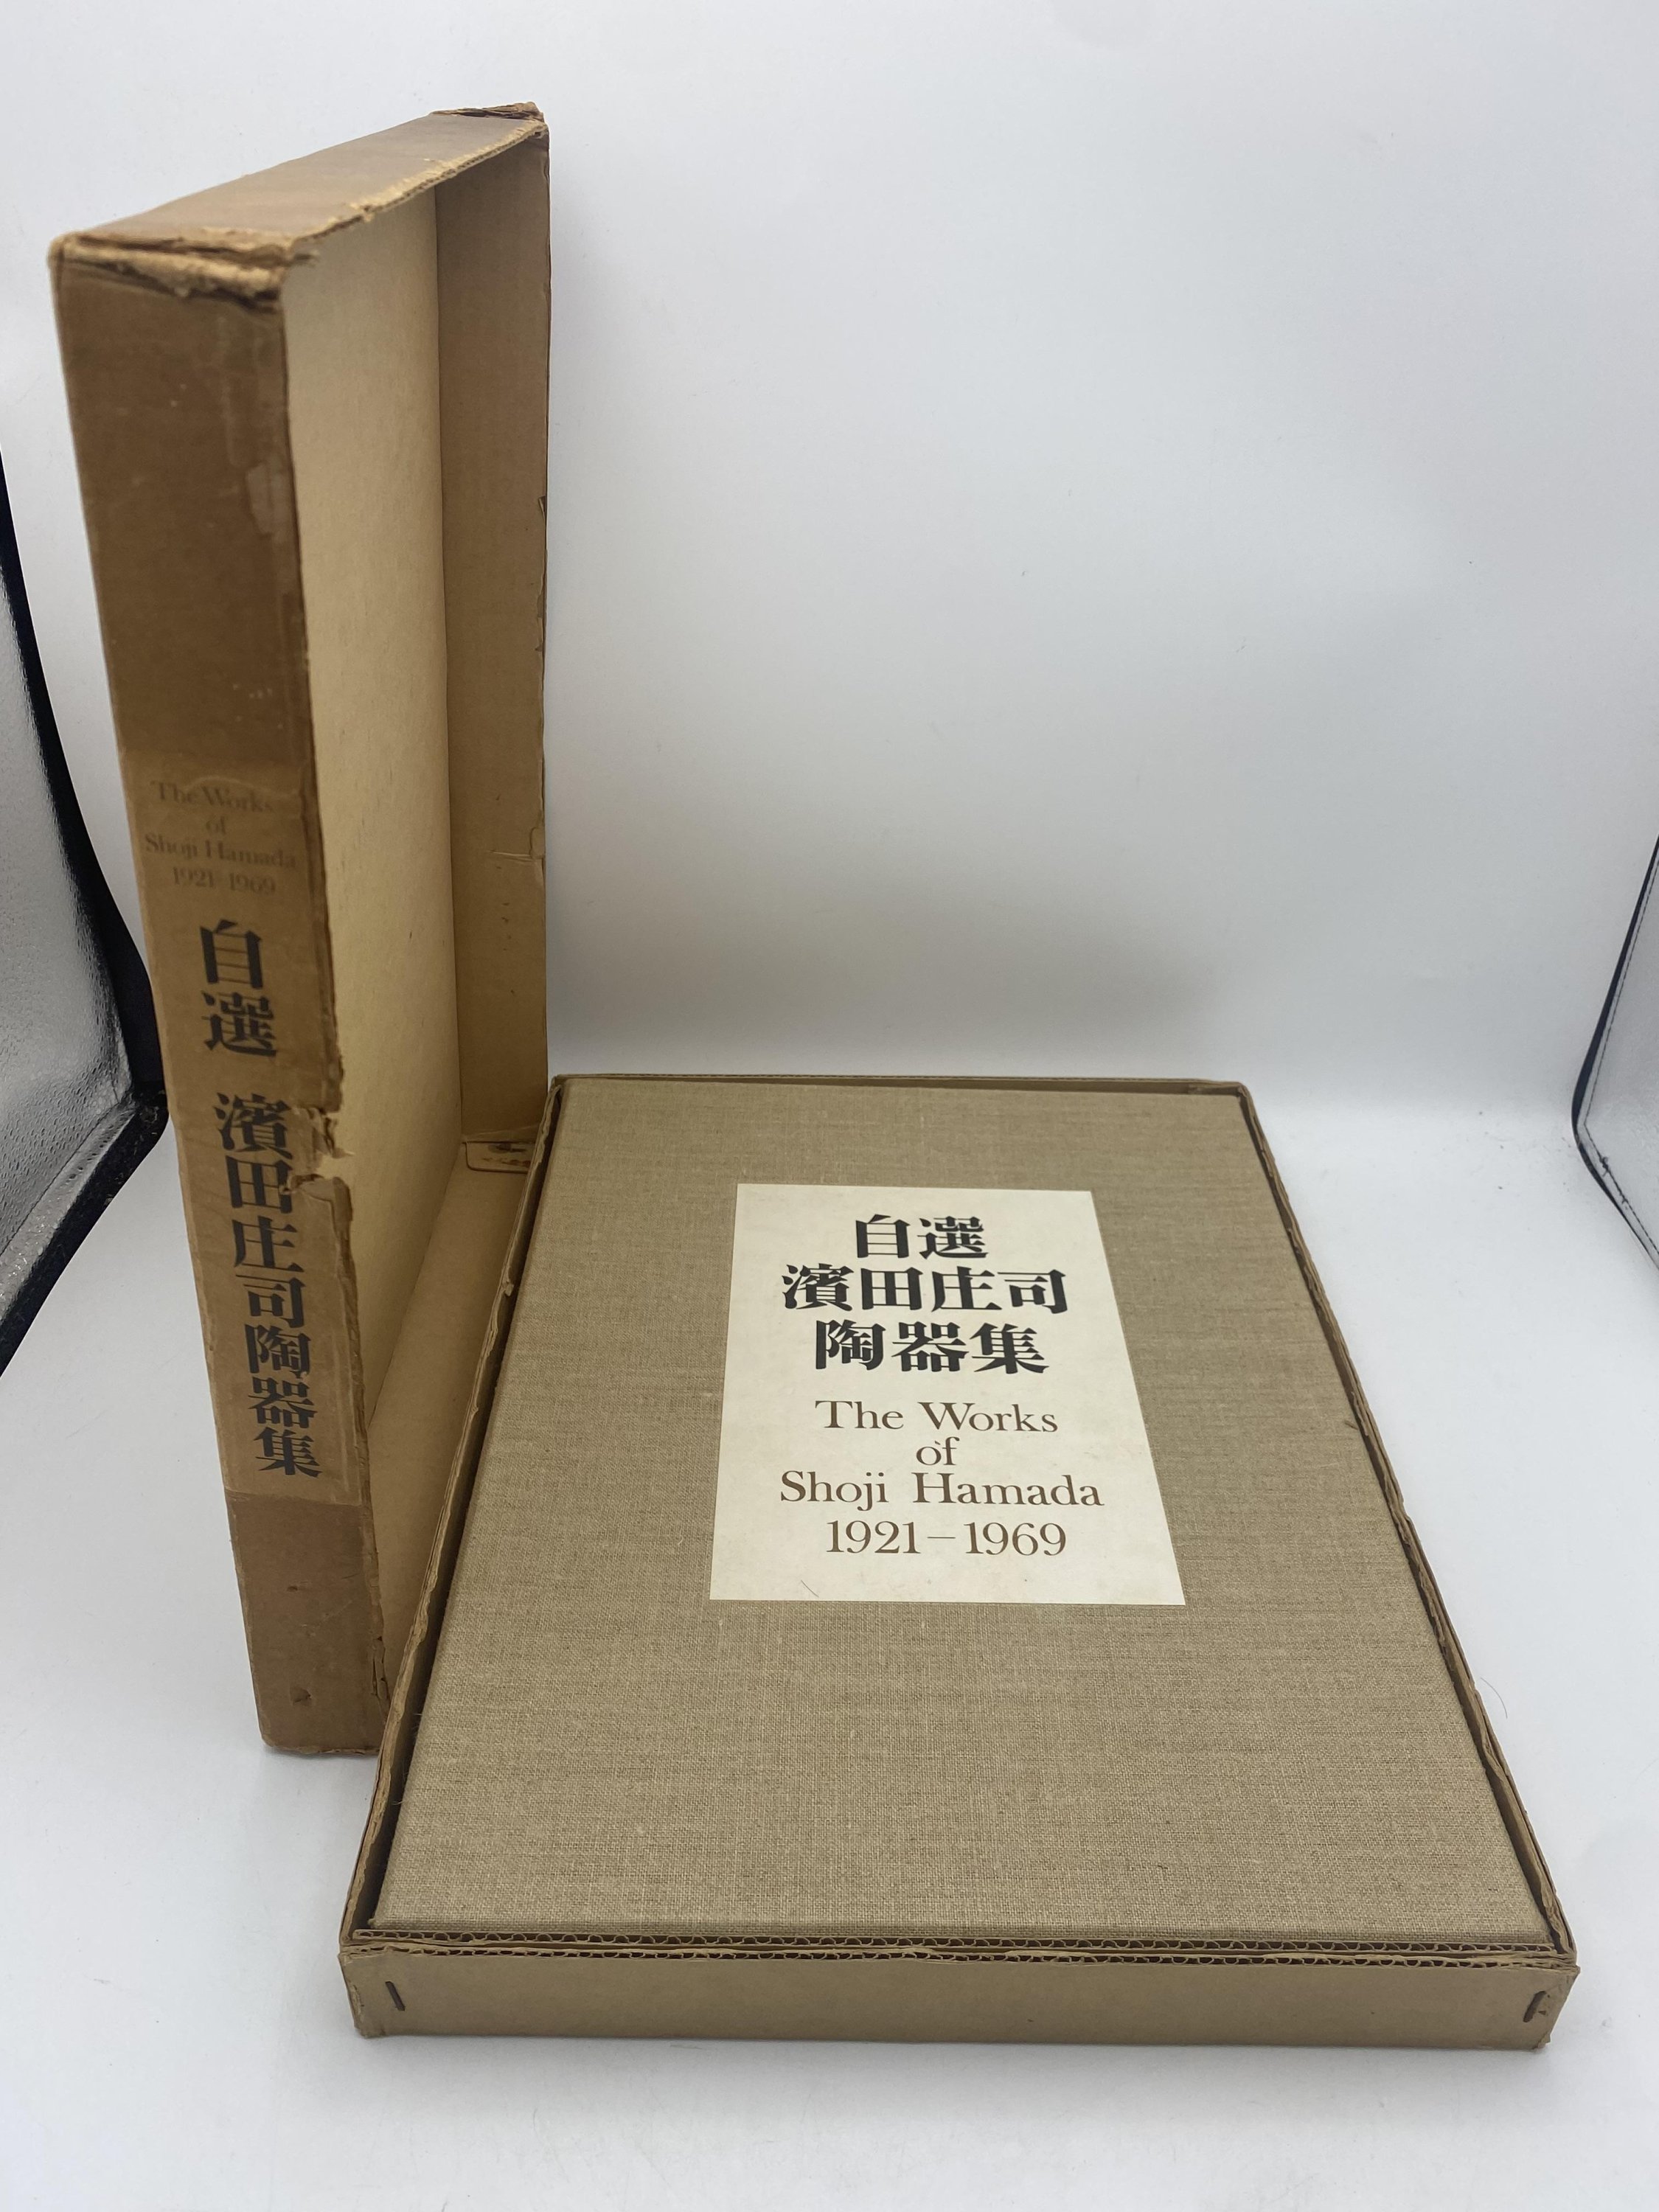 The Works
of
Shoji Hamada
1921–1969
自選 濱田庄司陶器集
自選
濱田庄司
陶器集
The Works
of
Shoji Hamada
1921–1969